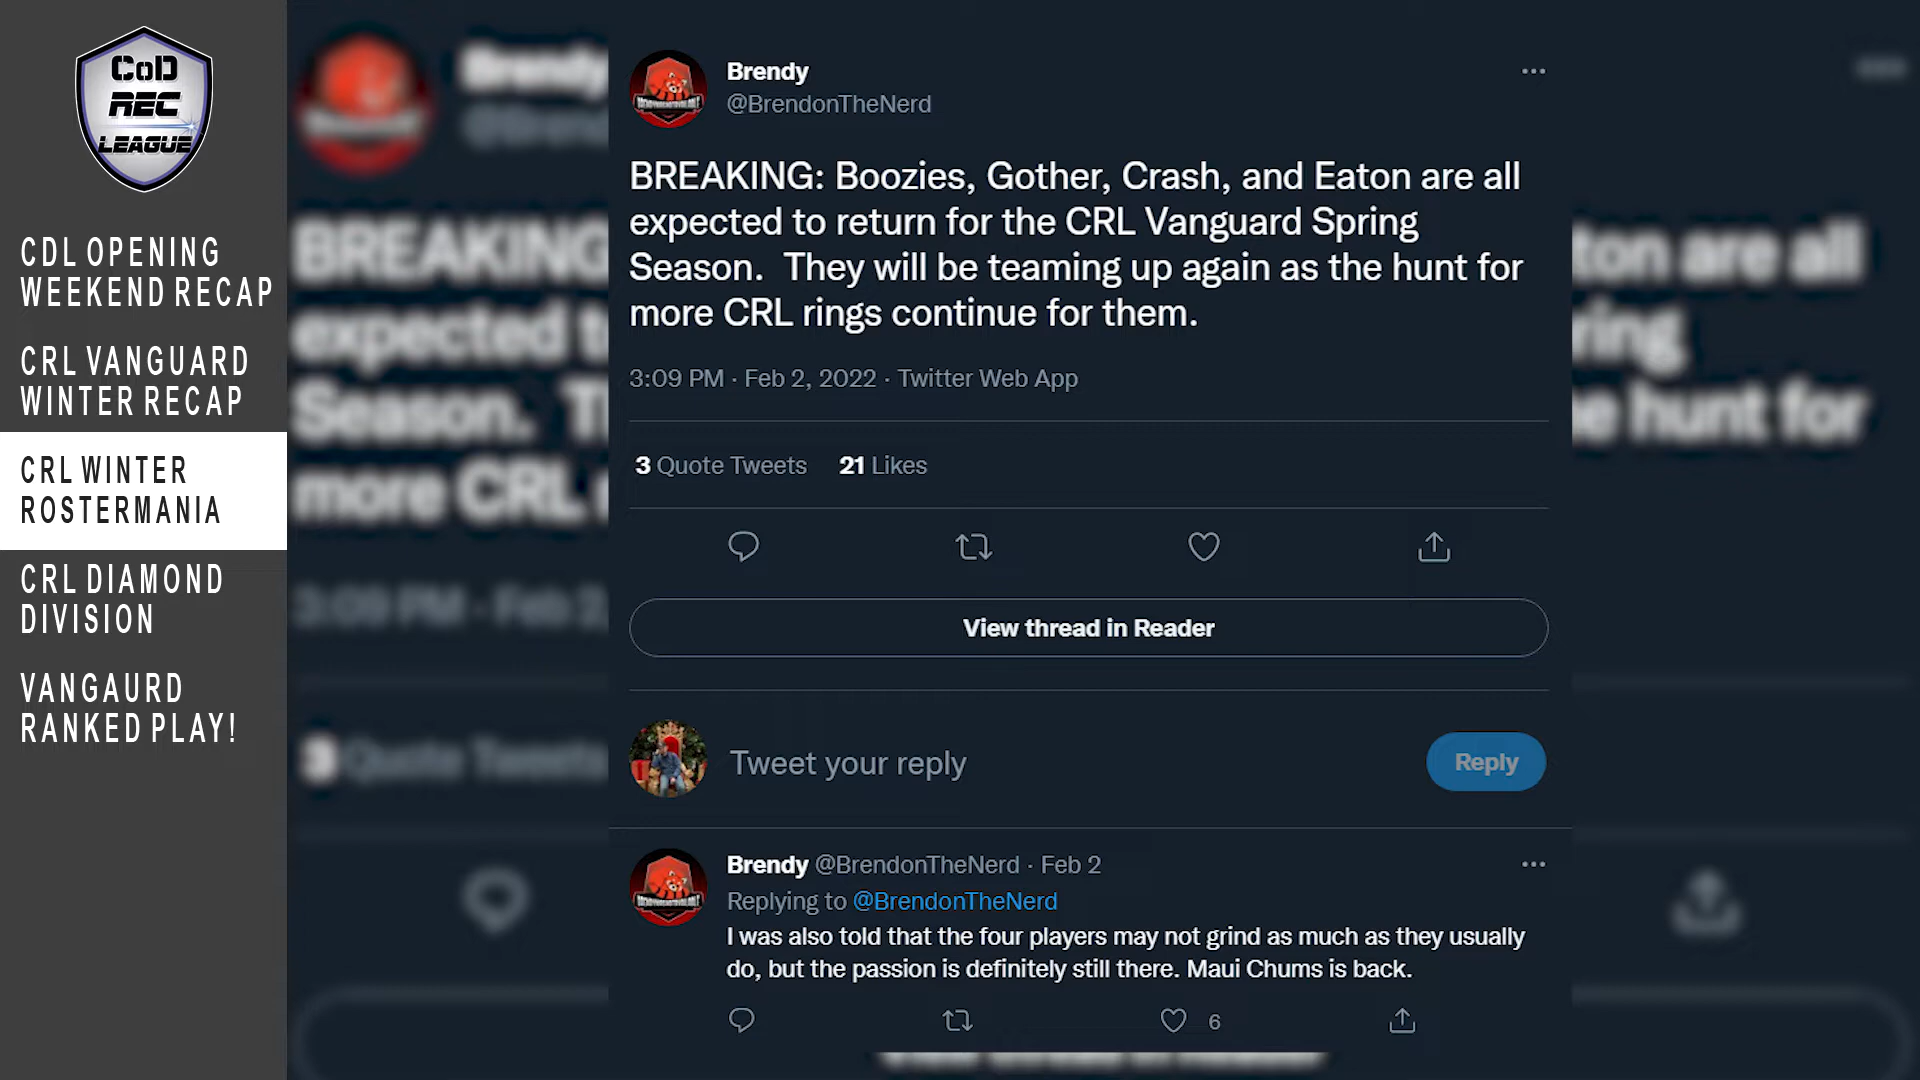 CoD
REC
LEAGUE
CDL OPENING
WEEKEND RECAP
CRL VANGUARD
WINTER RECAP
CRL WINTER
ROSTERMANIA
CRL DIAMOND
DIVISION
VANGAURD
RANKED PLAY!
Brendy
@BrendonTheNerd
BREAKING: Boozies, Gother, Crash, and Eaton are all
expected to return for the CRL Vanguard Spring
Season.  They will be teaming up again as the hunt for
more CRL rings continue for them.
3:09 PM · Feb 2, 2022 · Twitter Web App
3 Quote Tweets 21 Likes
View thread in Reader
Tweet your reply
Reply
Brendy @BrendonTheNerd · Feb 2
Replying to @BrendonTheNerd
I was also told that the four players may not grind as much as they usually
do, but the passion is definitely still there. Maui Chums is back.
6